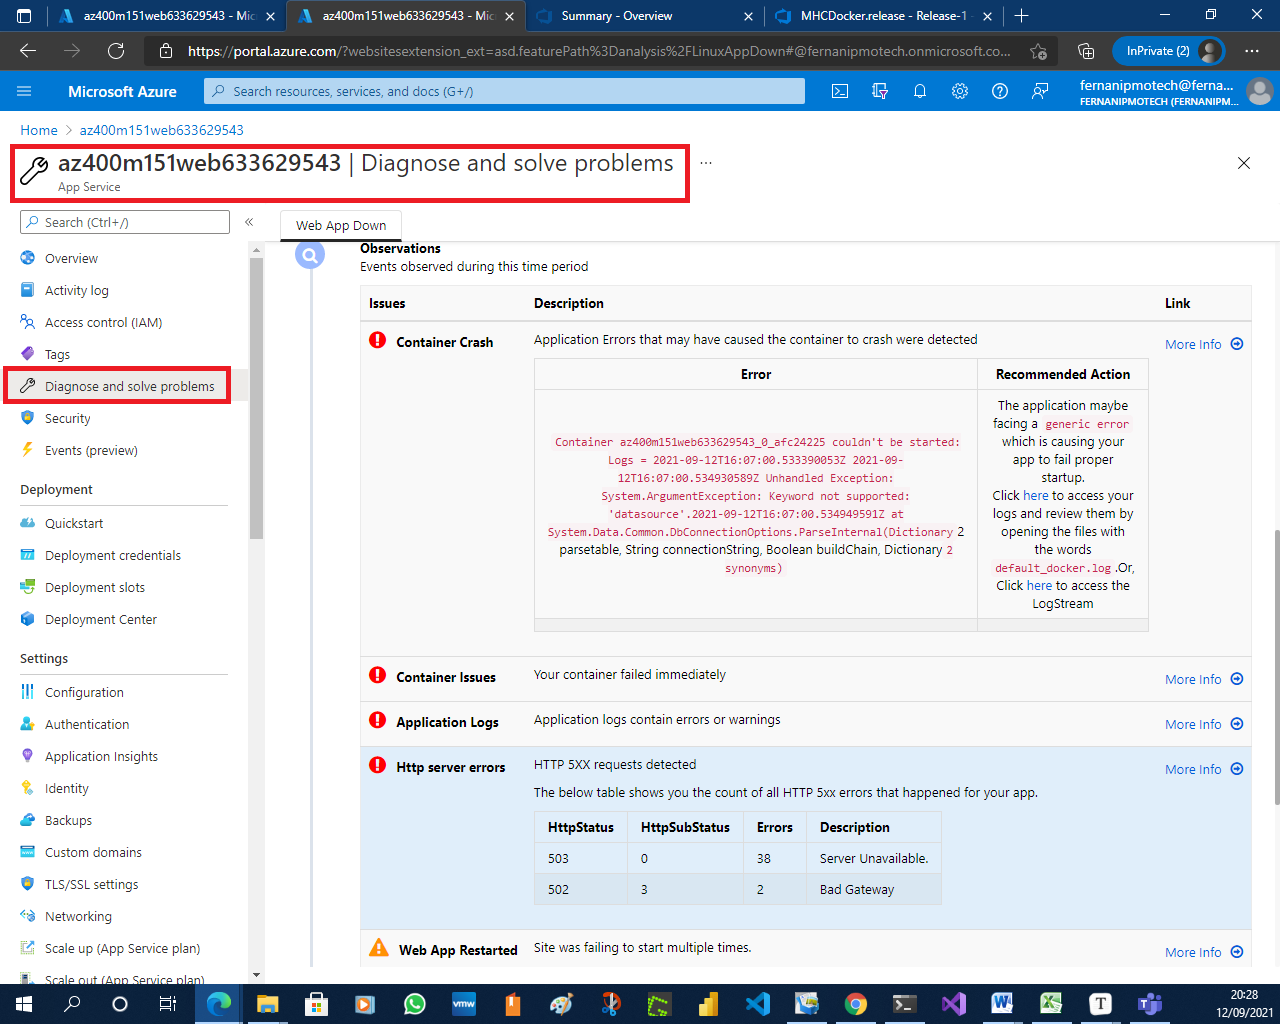 az400m151web633629543 - Mic
az400m151web633629543 - Mic
Summary - Overview
MHCDocker.release - Release-1 -
https://portal.azure.com/?websitesextension_ext=asd.featurePath%3Danalysis%2FLinuxAppDown#@fernanipmotech.onmicrosoft.co...
InPrivate (2)
Microsoft Azure
Search resources, services, and docs (G+/)
fernanipmotech@ferna...
FERNANIPMOTECH (FERNANIPM...
Home > az400m151web633629543
az400m151web633629543 | Diagnose and solve problems ...
App Service
Search (Ctrl+/)
«
Overview
Activity log
Access control (IAM)
Tags
Diagnose and solve problems
Security
Events (preview)
Deployment
Quickstart
Deployment credentials
Deployment slots
Deployment Center
Settings
Configuration
Authentication
Application Insights
Identity
Backups
Custom domains
TLS/SSL settings
Networking
Scale up (App Service plan)
Scale out (App Service plan)
Web App Down
Observations
Events observed during this time period
Issues Description Link
Container Crash Application Errors that may have caused the container to crash were detected More Info
Error Recommended Action
Container az400m151web633629543_0_afc24225 couldn't be started:
Logs = 2021-09-12T16:07:00.533390053Z 2021-09-
12T16:07:00.534930589Z Unhandled Exception:
System.ArgumentException: Keyword not supported:
'datasource'.2021-09-12T16:07:00.534949591Z at
System.Data.Common.DbConnectionOptions.ParseInternal(Dictionary 2
parsetable, String connectionString, Boolean buildChain, Dictionary 2
synonyms)
The application maybe
facing a generic error
which is causing your
app to fail proper
startup.
Click here to access your
logs and review them by
opening the files with
the words
default_docker.log .Or,
Click here to access the
LogStream
Container Issues Your container failed immediately More Info
Application Logs Application logs contain errors or warnings More Info
Http server errors HTTP 5XX requests detected More Info
The below table shows you the count of all HTTP 5xx errors that happened for your app.
HttpStatus HttpSubStatus Errors Description
503 0 38 Server Unavailable.
502 3 2 Bad Gateway
Web App Restarted Site was failing to start multiple times. More Info
vmw
20:28
12/09/2021